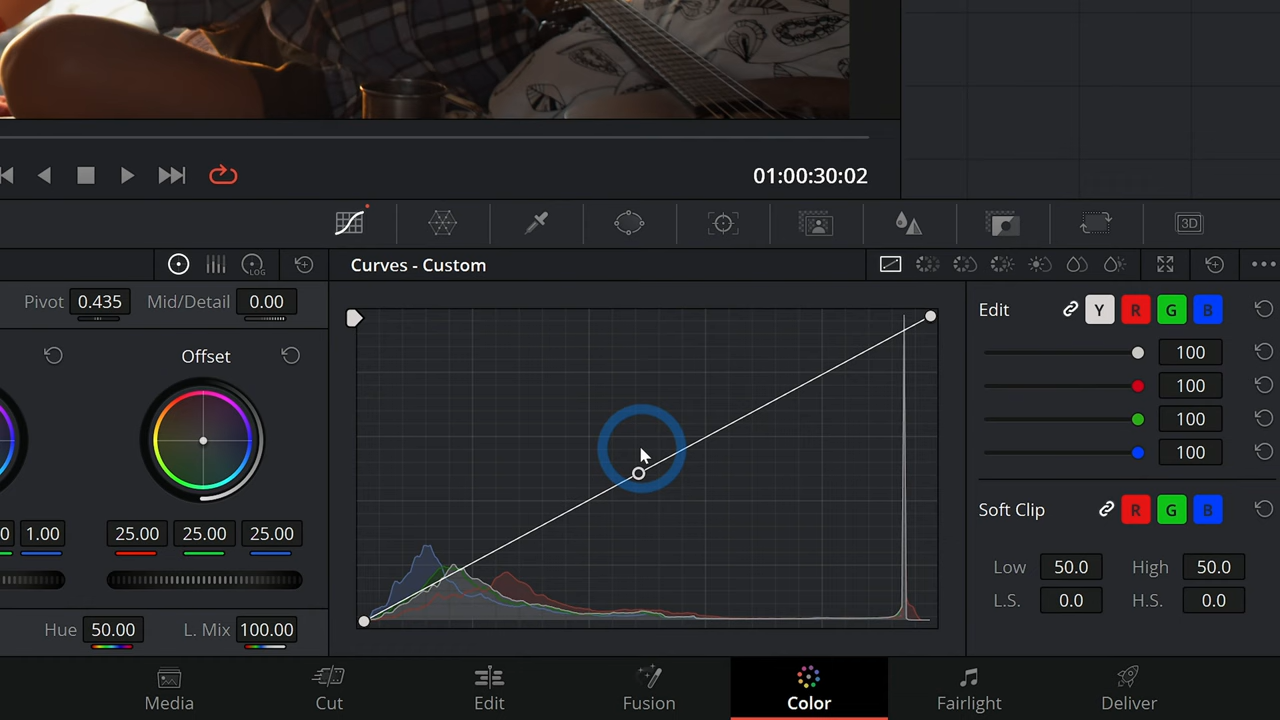 01:00:30:02
LOG
3D
Curves - Custom
Pivot 0.435 Mid/Detail 0.00
Edit Y R G B
Offset
100
100
100
100
Soft Clip R G B
0 1.00 25.00 25.00 25.00
Low 50.0 High 50.0
L.S. 0.0 H.S. 0.0
Hue 50.00 L. Mix 100.00
Media Cut Edit Fusion Color Fairlight Deliver